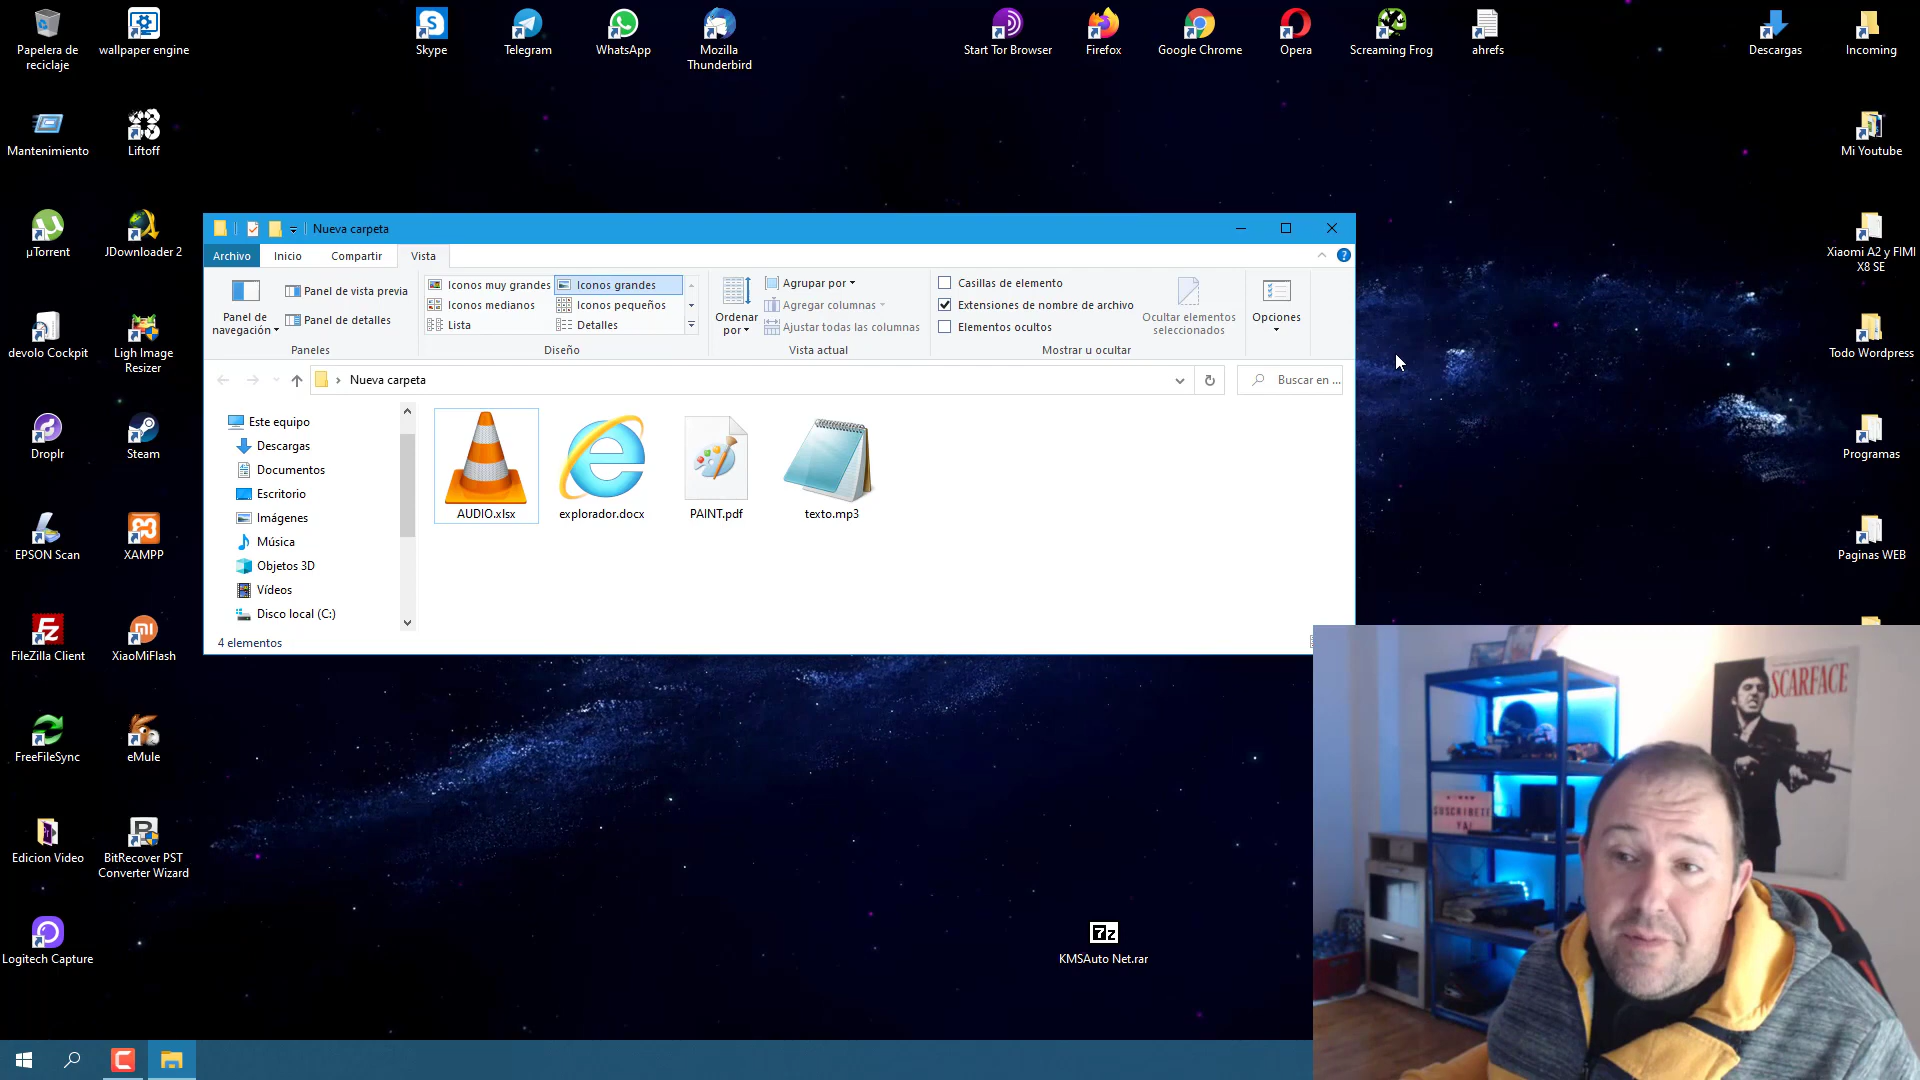 Papelera de
reciclaje
wallpaper engine
Skype
Telegram
WhatsApp
Mozilla
Thunderbird
Start Tor Browser
Firefox
Google Chrome
Opera
Screaming Frog
ahrefs
Descargas
Incoming
Mantenimiento
Liftoff
Mi Youtube
µTorrent
JDownloader 2
Xiaomi A2 y FIMI
X8 SE
devolo Cockpit
Ligh Image
Resizer
Todo Wordpress
Droplr
Steam
Programas
EPSON Scan
XAMPP
Paginas WEB
FileZilla Client
XiaoMiFlash
FreeFileSync
eMule
Edicion Video
BitRecover PST
Converter Wizard
Logitech Capture
KMSAuto Net.rar
Nueva carpeta
Archivo
Inicio
Compartir
Vista
Panel de
navegación
Panel de vista previa
Panel de detalles
Paneles
Iconos muy grandes
Iconos grandes
Iconos medianos
Iconos pequeños
Lista
Detalles
Diseño
Ordenar
por
Agrupar por
Agregar columnas
Ajustar todas las columnas
Vista actual
Casillas de elemento
Extensiones de nombre de archivo
Elementos ocultos
Ocultar elementos
seleccionados
Mostrar u ocultar
Opciones
Nueva carpeta
Buscar en ...
Este equipo
Descargas
Documentos
Escritorio
Imágenes
Música
Objetos 3D
Vídeos
Disco local (C:)
AUDIO.xlsx
explorador.docx
PAINT.pdf
texto.mp3
4 elementos
SCARFACE
SUSCRIBETE
YA!